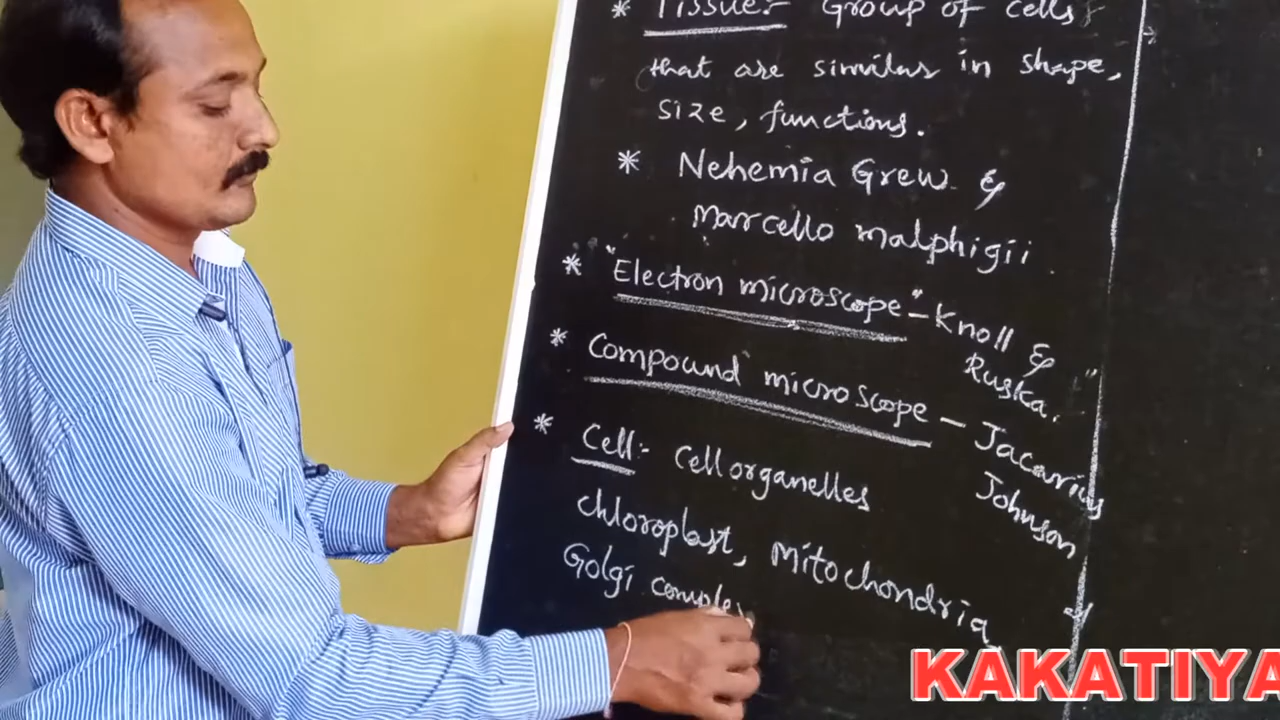 * Tissue:- Group of cells
that are similar in shape,
size, functions.
* Nehemia Grew &
Marcello malphigii
* "Electron microscope" - Knoll &
Ruska."
* Compound microscope - Jacarius
Johnson
* Cell:- Cell organelles
chloroplast, Mitochondria
Golgi complex
KAKATIYA